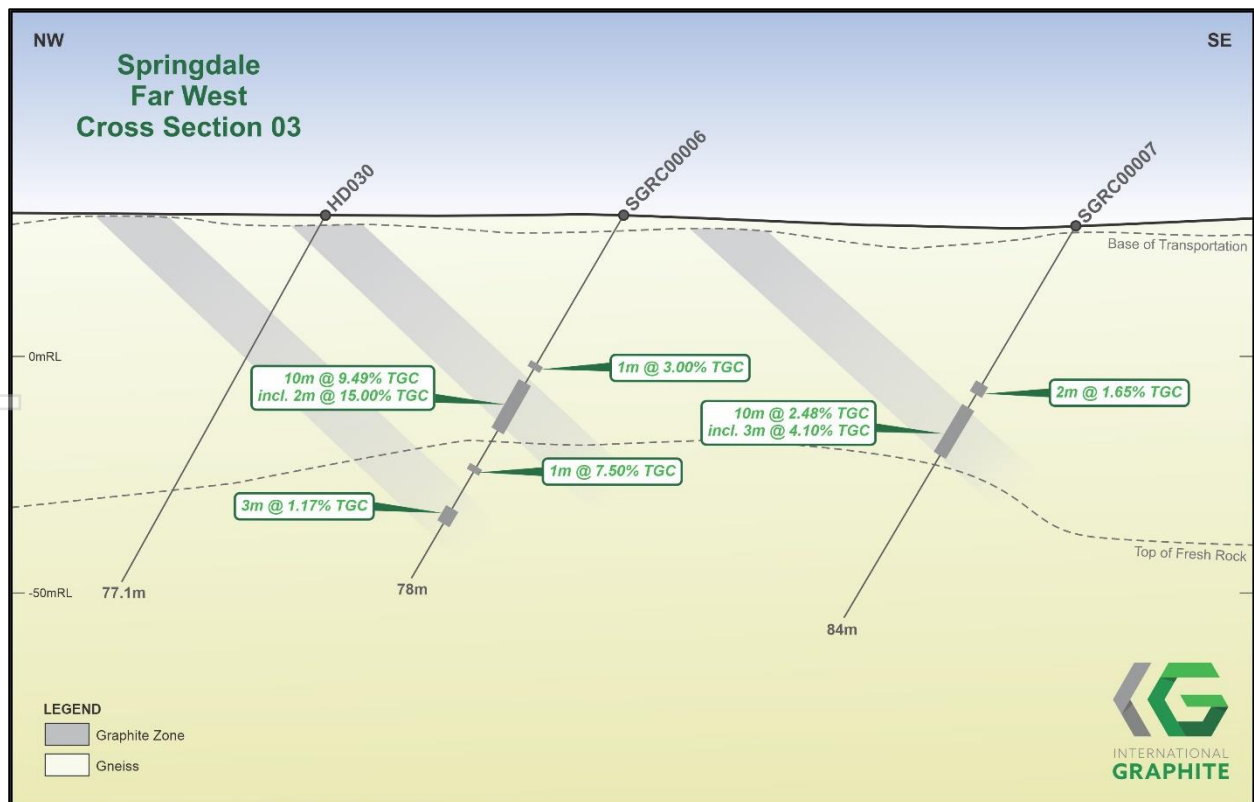 NW
SE
Springdale
Far West
Cross Section 03
HD030
SGRC00006
SGRC00007
Base of Transportation
0mRL
1m @ 3.00% TGC
10m @ 9.49% TGC
incl. 2m @ 15.00% TGC
2m @ 1.65% TGC
10m @ 2.48% TGC
incl. 3m @ 4.10% TGC
1m @ 7.50% TGC
3m @ 1.17% TGC
Top of Fresh Rock
-50mRL
77.1m
78m
84m
LEGEND
Graphite Zone
Gneiss
INTERNATIONAL
GRAPHITE